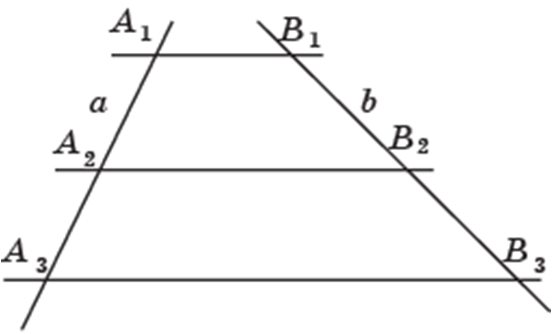 A₁ B₁
a b
A₂ B₂
A₃ B₃